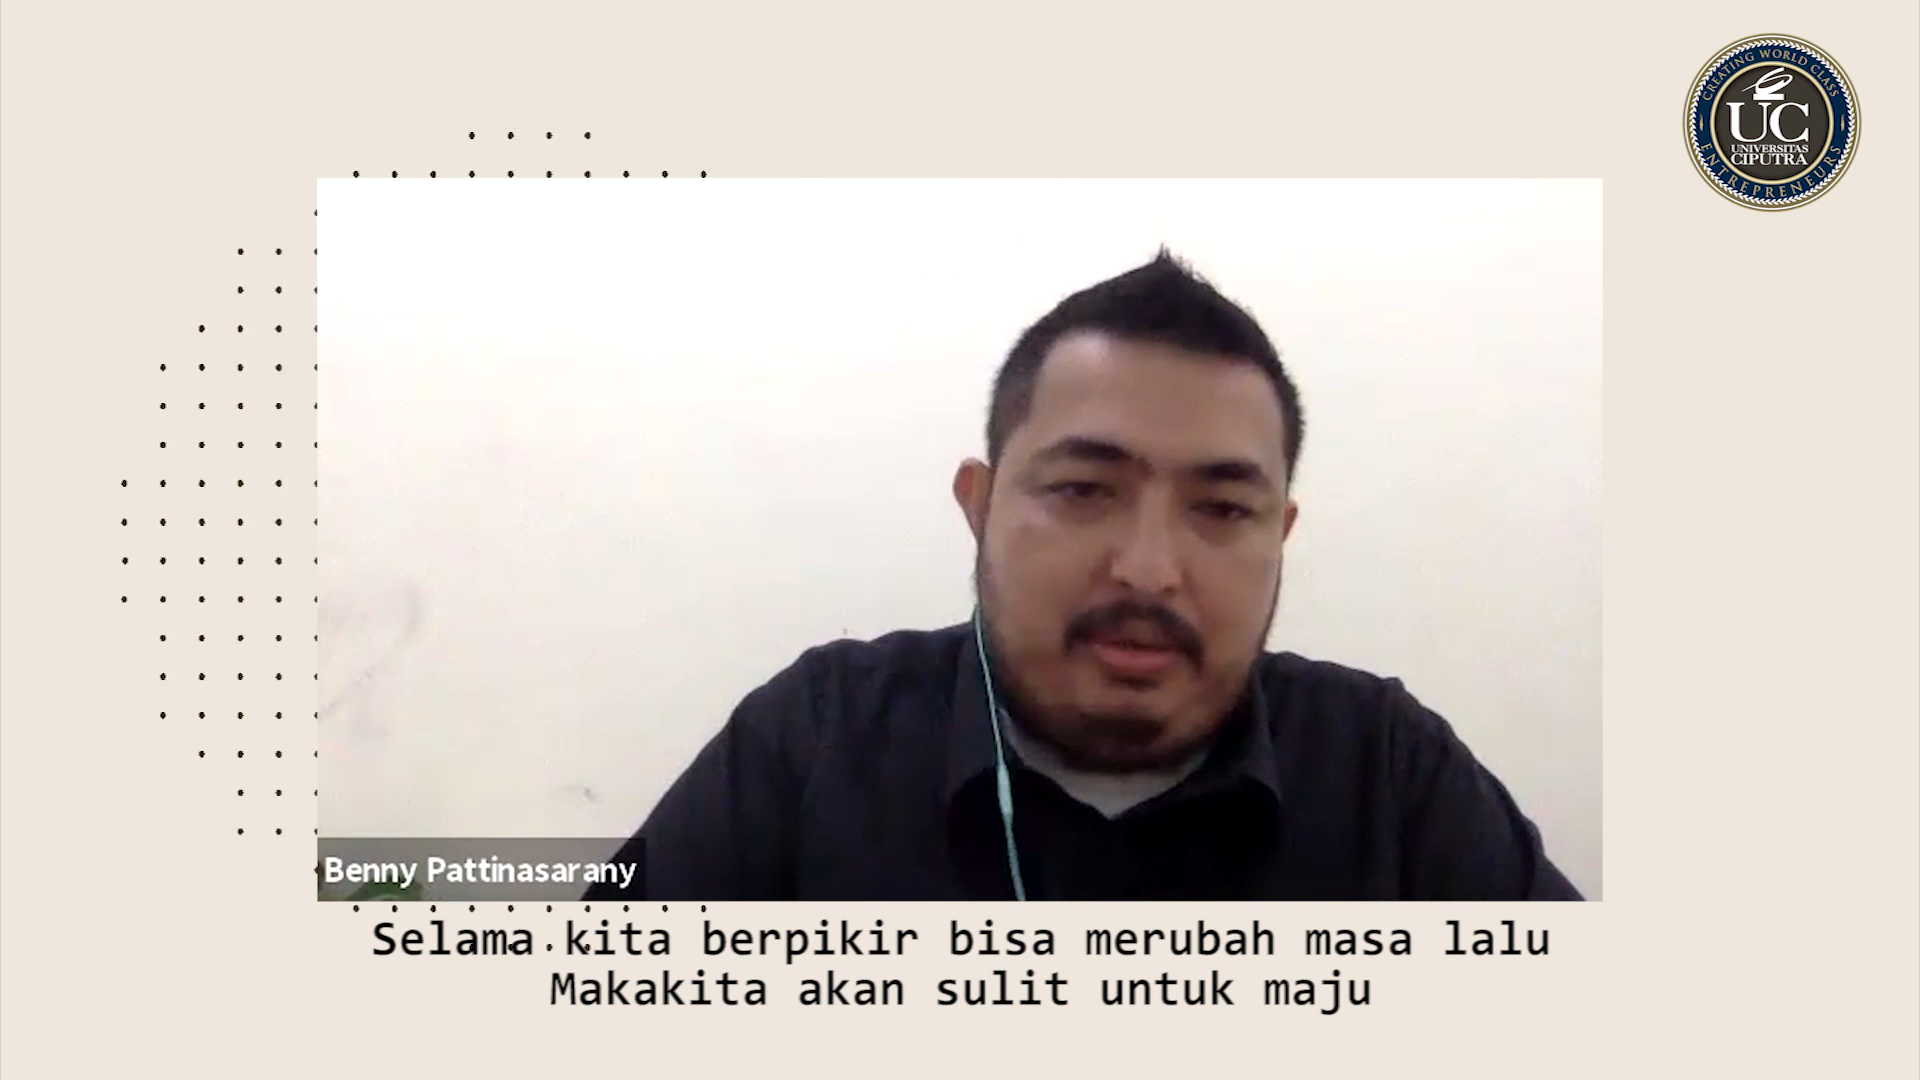 CREATING WORLD CLASS
UC
UNIVERSITAS
CIPUTRA
ENTREPRENEURS
Benny Pattinasarany
Selama kita berpikir bisa merubah masa lalu
Makakita akan sulit untuk maju